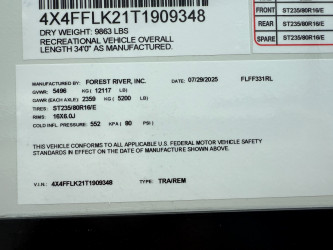 4X4FFLK21T1909348
DRY WEIGHT: 9863 LBS
RECREATIONAL VEHICLE OVERALL
LENGTH 34'0" AS MANUFACTURED.
FRONT ST235/80R16/E
REAR ST235/80R16/E
SPARE ST235/80R16/E
MANUFACTURED BY: FOREST RIVER, INC. DATE: 07/29/2025 FLFF331RL
GVWR: 5496 KG ( 12117 LB)
GAWR (EACH AXLE): 2359 KG ( 5200 LB)
TIRES: ST235/80R16/E
RIMS: 16X6.0J
COLD INFL. PRESSURE: 552 KPA ( 80 PSI )
THIS VEHICLE CONFORMS TO ALL APPLICABLE U.S. FEDERAL MOTOR VEHICLE SAFETY
STANDARDS IN EFFECT ON THE DATE OF MANUFACTURE SHOWN ABOVE.
V.I.N.: 4X4FFLK21T1909348 TYPE: TRA/REM